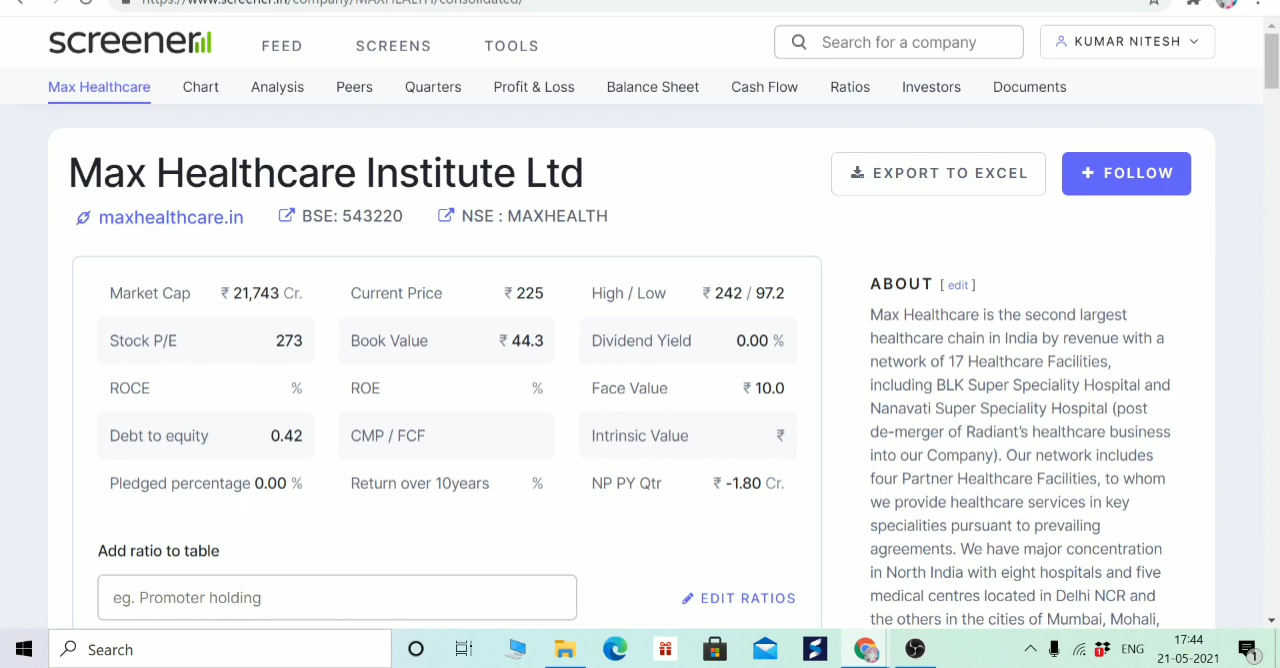 https://www.screener.in/company/MAXHEALTH/consolidated/
screener
FEED SCREENS TOOLS
Search for a company
KUMAR NITESH
Max Healthcare Chart Analysis Peers Quarters Profit & Loss Balance Sheet Cash Flow Ratios Investors Documents
Max Healthcare Institute Ltd
EXPORT TO EXCEL
+ FOLLOW
maxhealthcare.in BSE: 543220 NSE : MAXHEALTH
Market Cap ₹ 21,743 Cr. Current Price ₹ 225 High / Low ₹ 242 / 97.2
Stock P/E 273 Book Value ₹ 44.3 Dividend Yield 0.00 %
ROCE % ROE % Face Value ₹ 10.0
Debt to equity 0.42 CMP / FCF Intrinsic Value ₹
Pledged percentage 0.00 % Return over 10years % NP PY Qtr ₹ -1.80 Cr.
Add ratio to table
eg. Promoter holding
EDIT RATIOS
ABOUT [ edit ]
Max Healthcare is the second largest
healthcare chain in India by revenue with a
network of 17 Healthcare Facilities,
including BLK Super Speciality Hospital and
Nanavati Super Speciality Hospital (post
de-merger of Radiant's healthcare business
into our Company). Our network includes
four Partner Healthcare Facilities, to whom
we provide healthcare services in key
specialities pursuant to prevailing
agreements. We have major concentration
in North India with eight hospitals and five
medical centres located in Delhi NCR and
the others in the cities of Mumbai, Mohali,
Search
ENG
17:44
21-05-2021
1